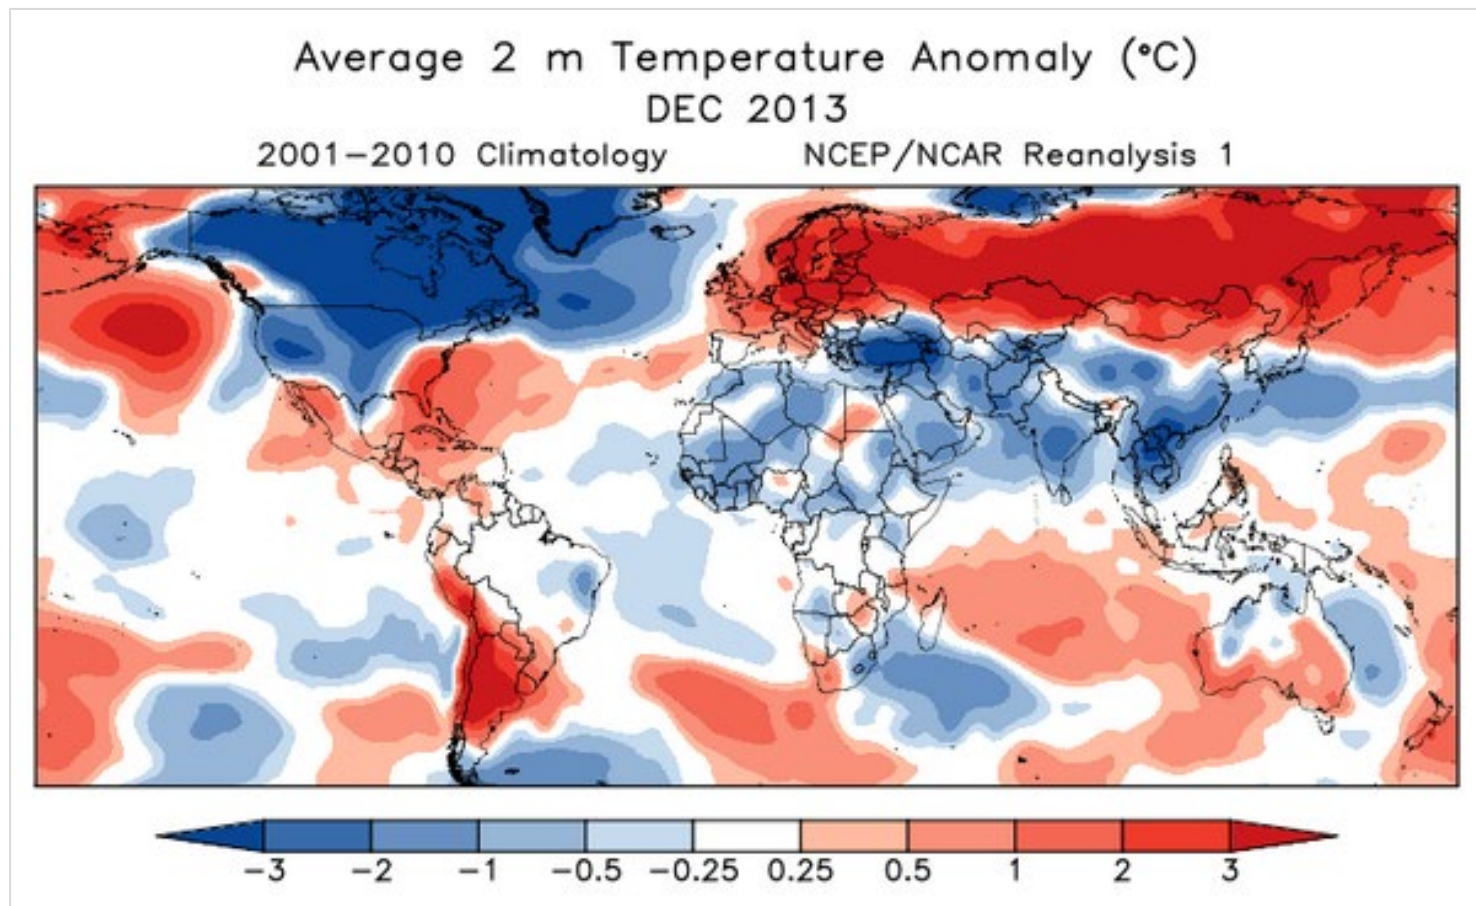 Average 2 m Temperature Anomaly (°C)
DEC 2013
2001-2010 Climatology NCEP/NCAR Reanalysis 1
-3 -2 -1 -0.5 -0.25 0.25 0.5 1 2 3